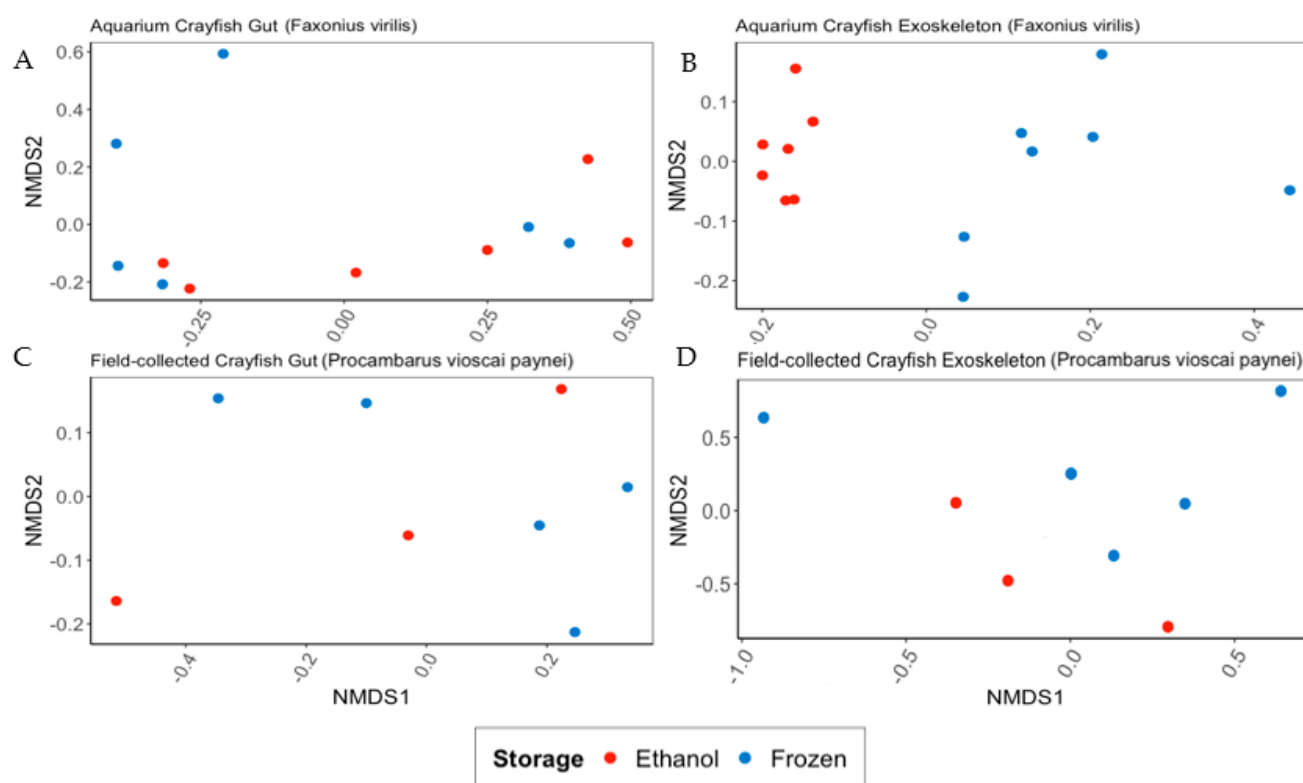 Aquarium Crayfish Gut (Faxonius virilis)
A
NMDS2
0.6
0.4
0.2
0.0
-0.2
-0.25
0.00
0.25
0.50
Aquarium Crayfish Exoskeleton (Faxonius virilis)
B
NMDS2
0.1
0.0
-0.1
-0.2
-0.2
0.0
0.2
0.4
Field-collected Crayfish Gut (Procambarus vioscai paynei)
C
NMDS2
0.1
0.0
-0.1
-0.2
-0.4
-0.2
0.0
0.2
NMDS1
Field-collected Crayfish Exoskeleton (Procambarus vioscai paynei)
D
NMDS2
0.5
0.0
-0.5
-1.0
-0.5
0.0
0.5
NMDS1
Storage Ethanol Frozen